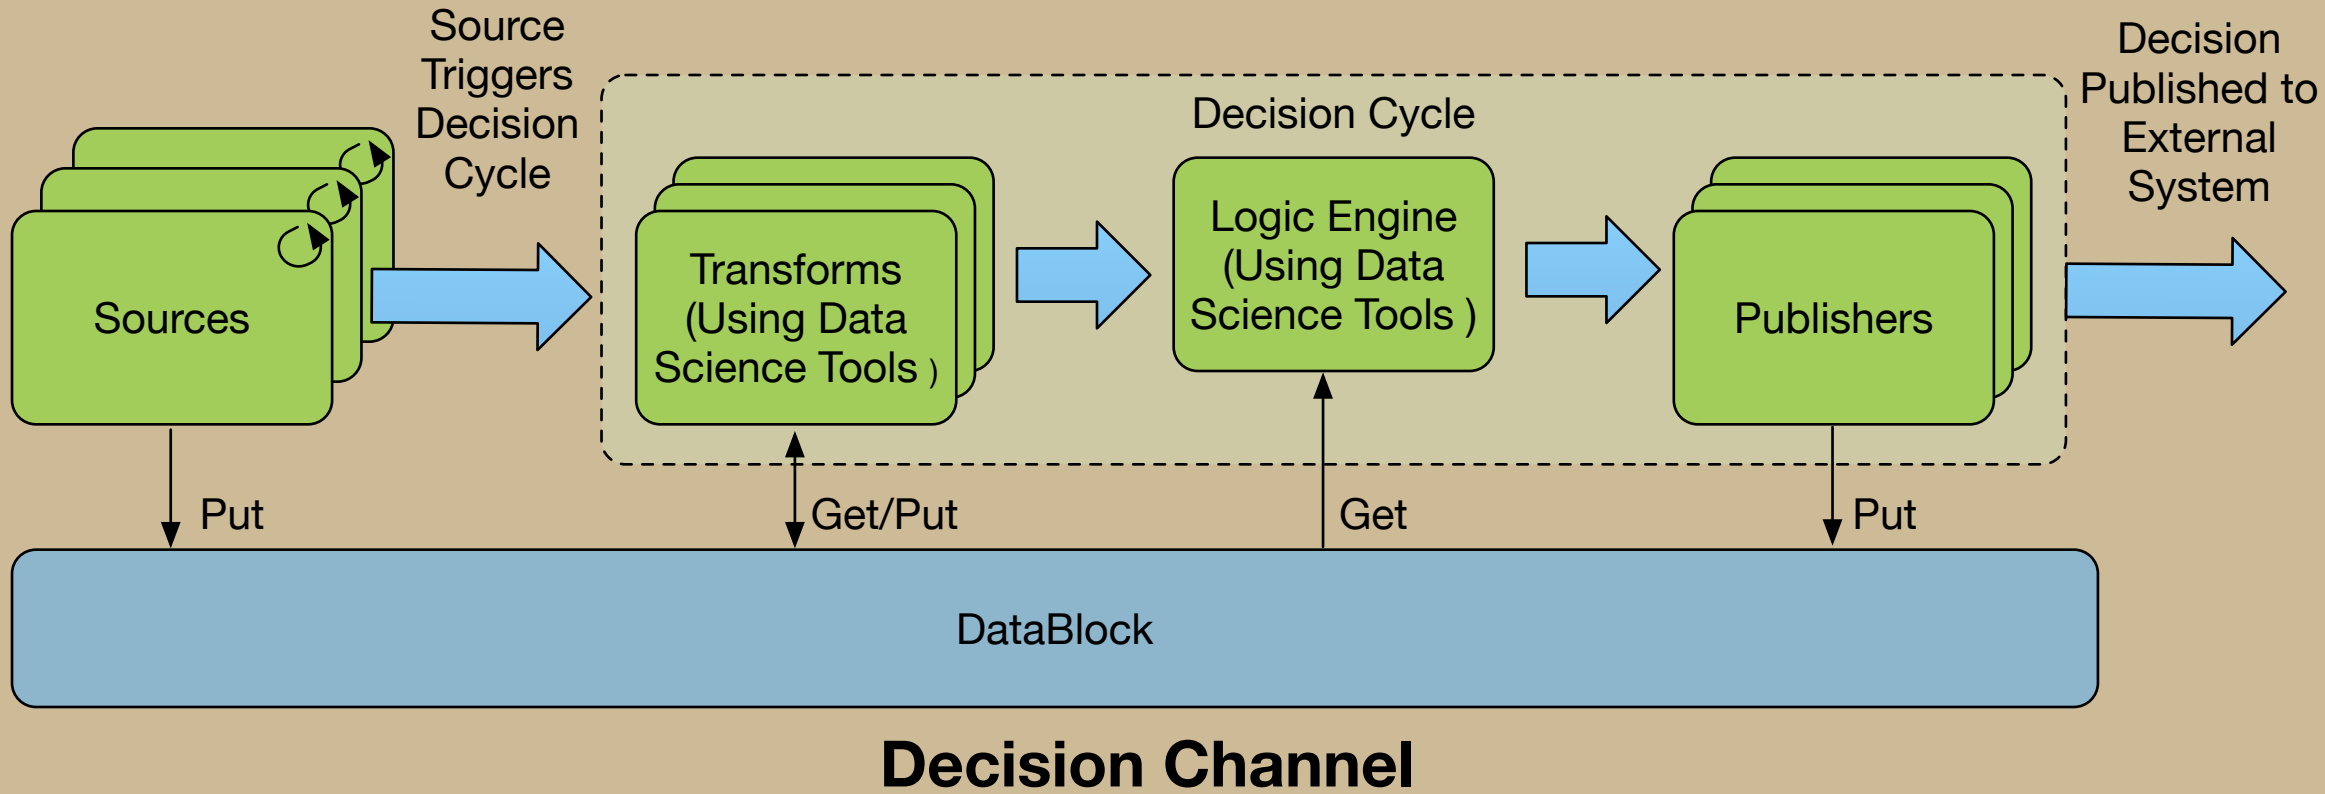 Source
Triggers
Decision
Cycle
Decision
Published to
External
System
Decision Cycle
Sources
Transforms
(Using Data
Science Tools )
Logic Engine
(Using Data
Science Tools )
Publishers
Put
Get/Put
Get
Put
DataBlock
Decision Channel